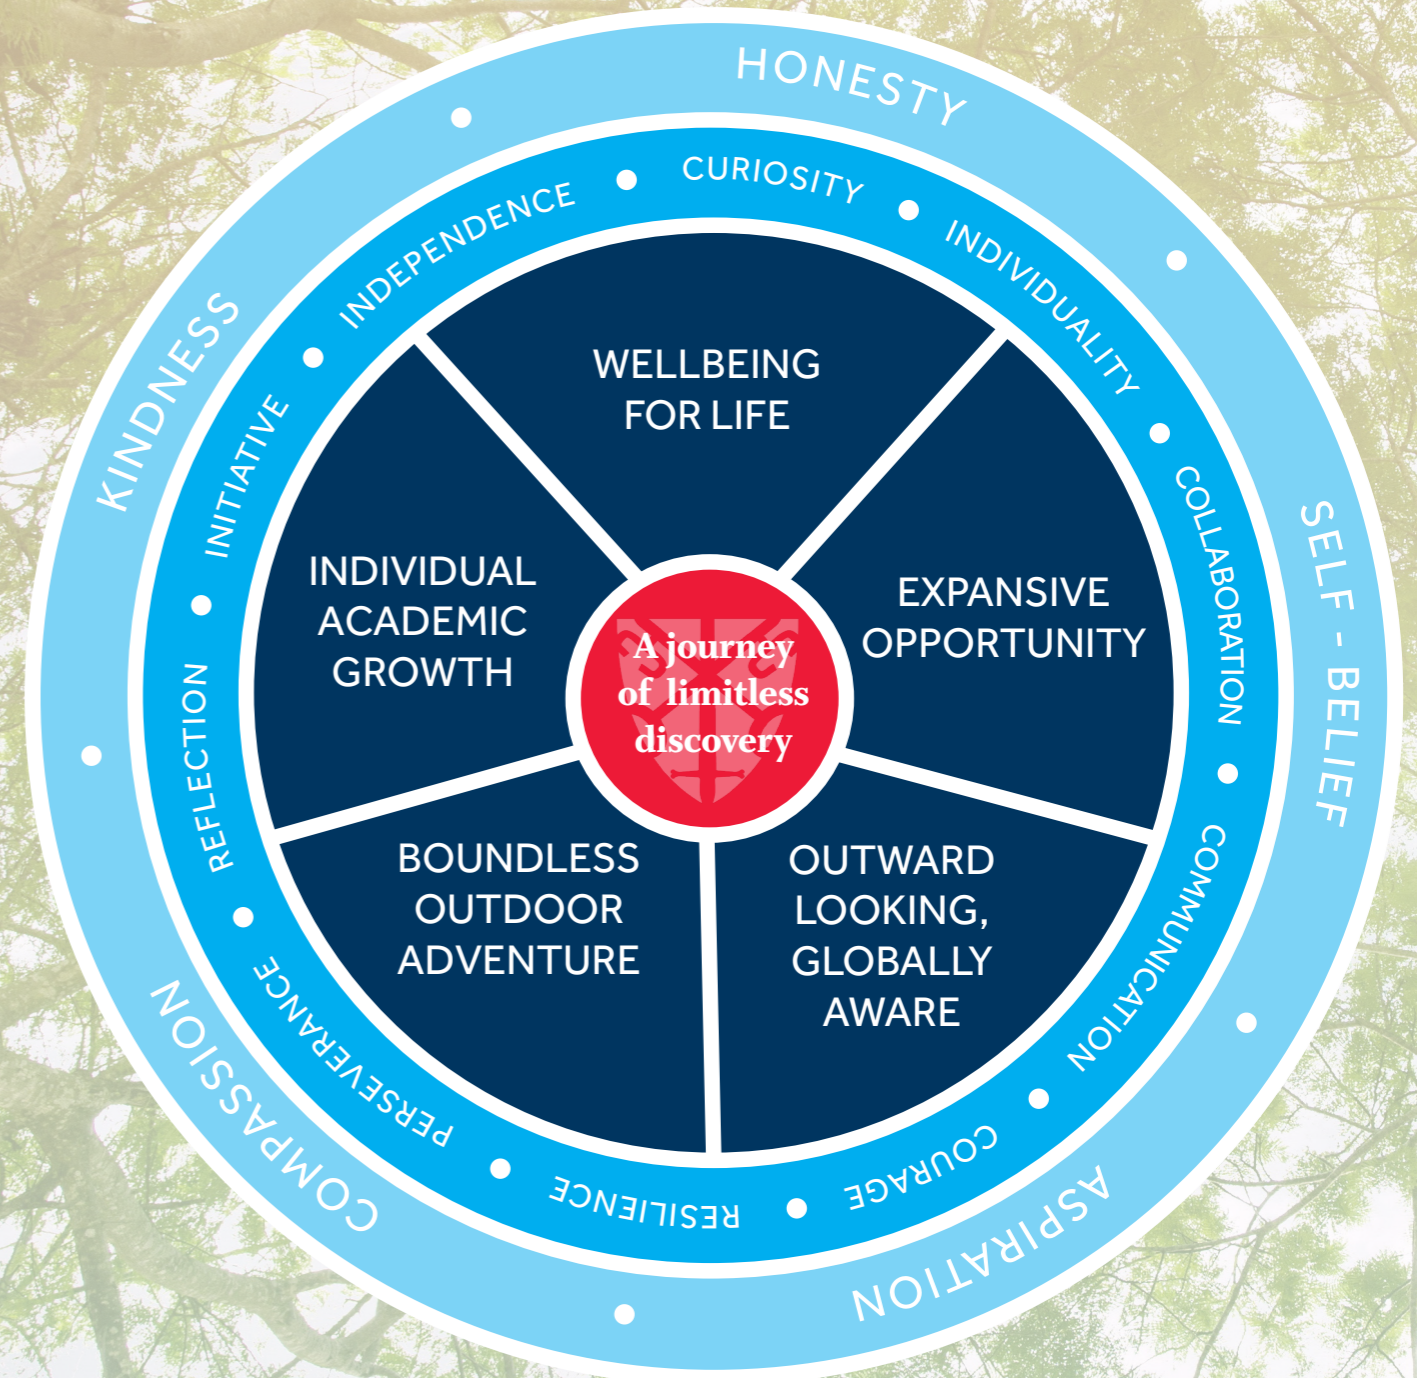 HONESTY
SELF - BELIEF
ASPIRATION
COMPASSION
KINDNESS
CURIOSITY
INDIVIDUALITY
COLLABORATION
COMMUNICATION
COURAGE
RESILIENCE
PERSEVERANCE
REFLECTION
INITIATIVE
INDEPENDENCE
WELLBEING
FOR LIFE
EXPANSIVE
OPPORTUNITY
OUTWARD
LOOKING,
GLOBALLY
AWARE
BOUNDLESS
OUTDOOR
ADVENTURE
INDIVIDUAL
ACADEMIC
GROWTH
A journey
of limitless
discovery